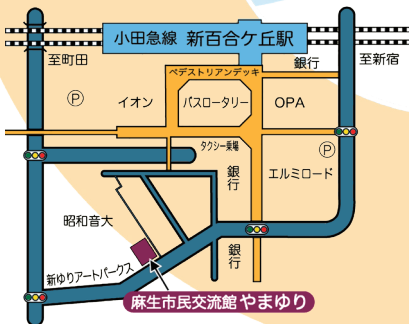 小田急線 新百合ケ丘駅
至町田
至新宿
ペデストリアンデッキ
銀行
P
イオン
バスロータリー
OPA
タクシー乗場
P
銀行
エルミロード
昭和音大
銀行
新ゆりアートパークス
麻生市民交流館 やまゆり